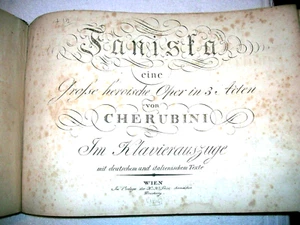 Faniska
eine
Große heroische Oper in 3 Acten
von
CHERUBINI
Im Klavierauszuge
mit deutschem und italienischem Texte
WIEN